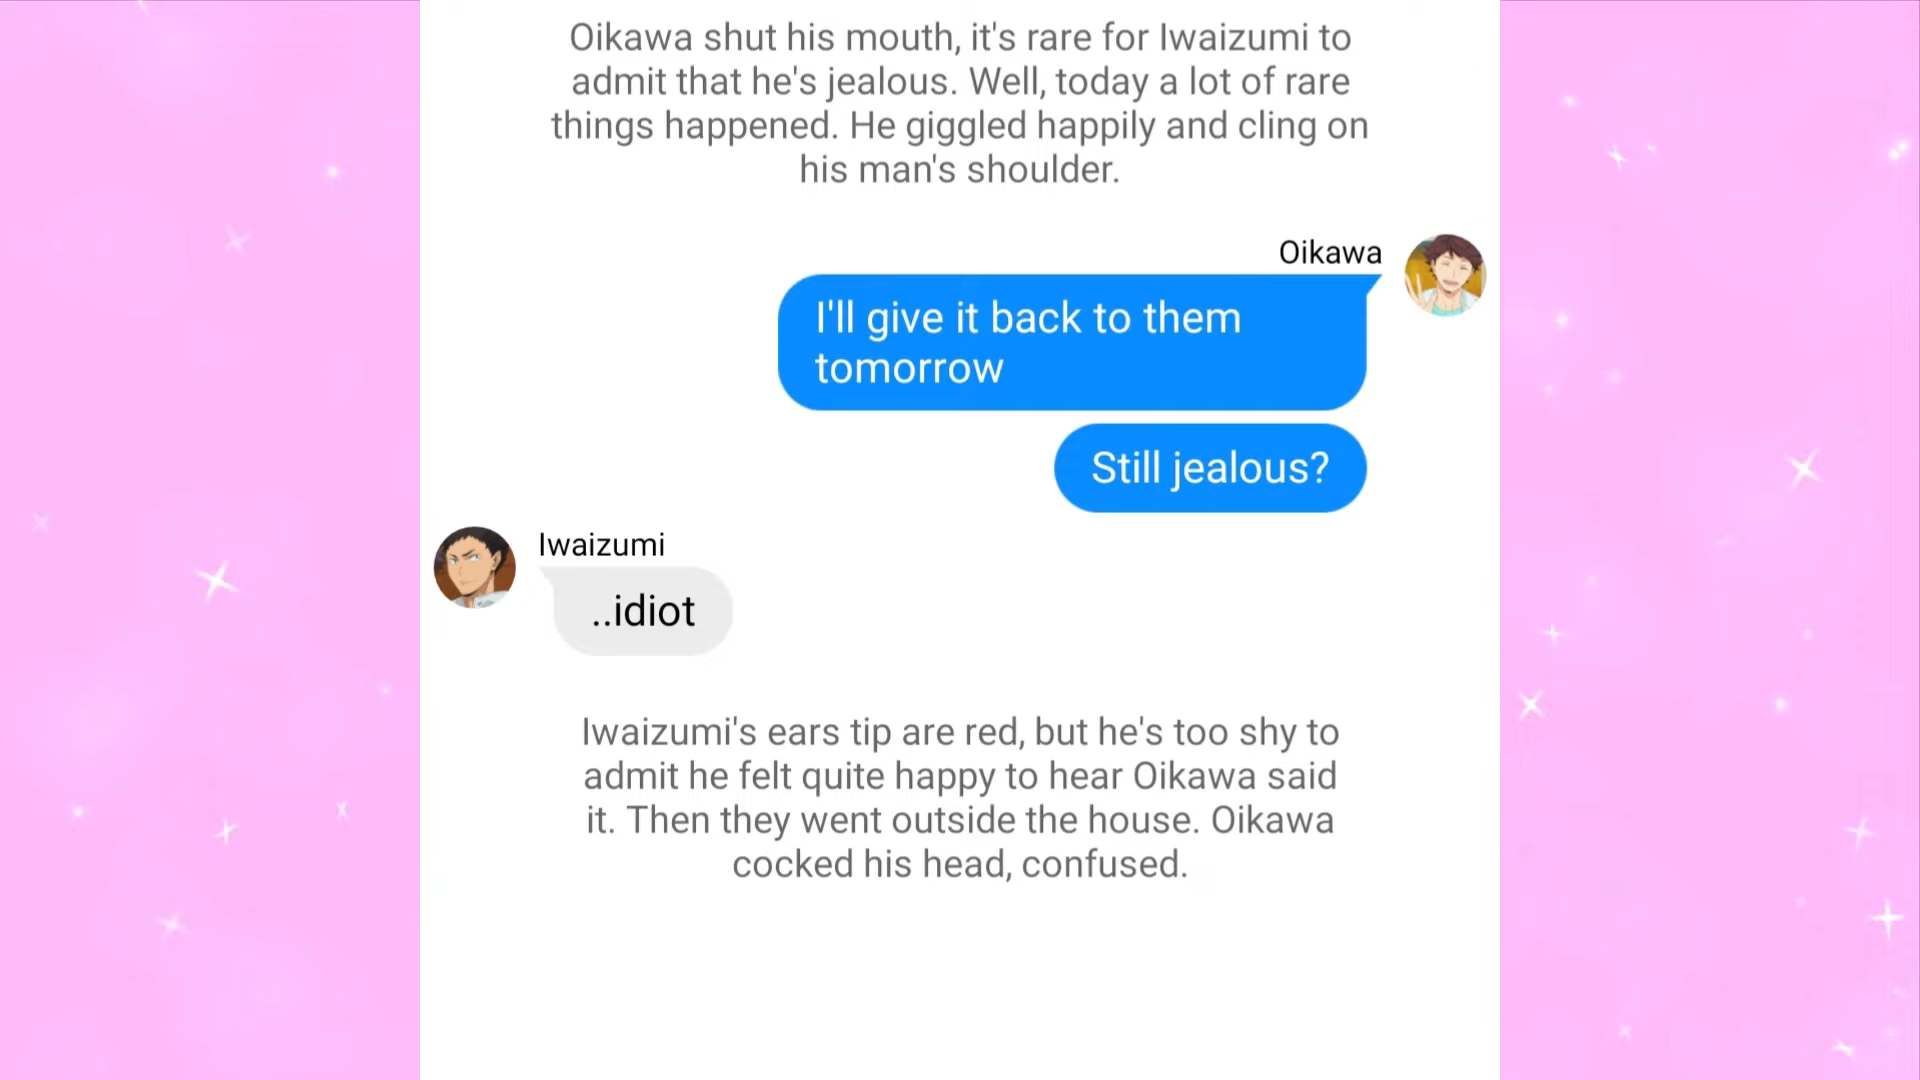 Oikawa shut his mouth, it's rare for Iwaizumi to
admit that he's jealous. Well, today a lot of rare
things happened. He giggled happily and cling on
his man's shoulder.
Oikawa
I'll give it back to them
tomorrow
Still jealous?
Iwaizumi
..idiot
Iwaizumi's ears tip are red, but he's too shy to
admit he felt quite happy to hear Oikawa said
it. Then they went outside the house. Oikawa
cocked his head, confused.